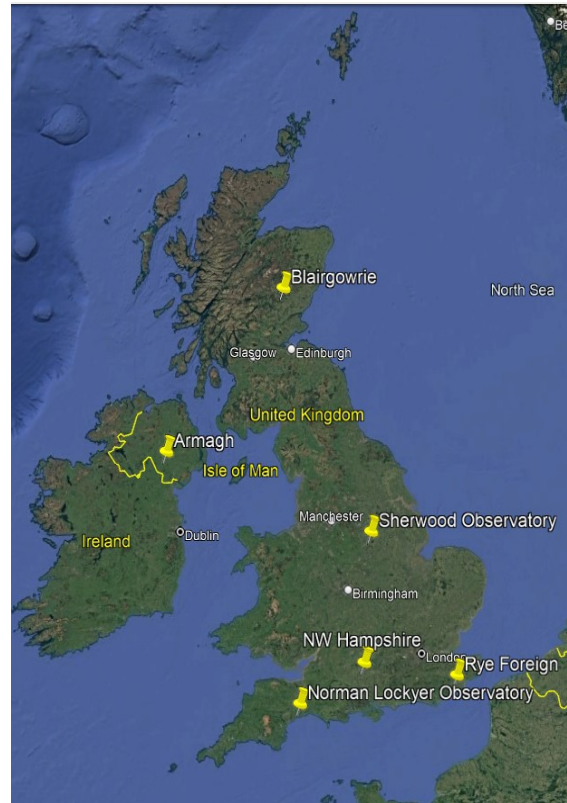 Be
Blairgowrie
North Sea
Glasgow
Edinburgh
United Kingdom
Armagh
Isle of Man
Manchester
Sherwood Observatory
Dublin
Ireland
Birmingham
NW Hampshire
London
Rye Foreign
Norman Lockyer Observatory